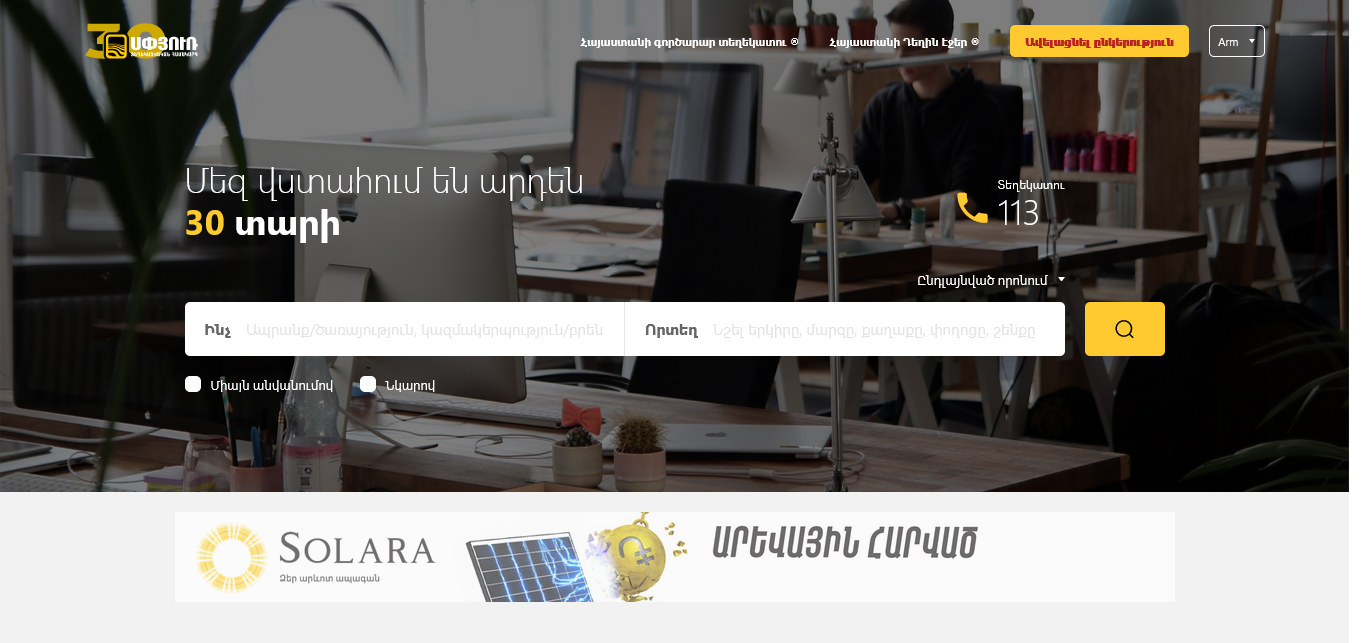 30 ՍՓՅՈՒՌ
ՏԵՂԵԿԱՏՎԱԿԱՆ ՀԱՄԱԿԱՐԳ
Հայաստանի գործարար տեղեկատու ®
Հայաստանի Դեղին էջեր ®
Ավելացնել ընկերություն
Arm
Մեզ վստահում են արդեն
30 տարի
Տեղեկատու
113
Ընդլայնված որոնում
Ինչ Ապրանք/ծառայություն, կազմակերպություն/բրեն
Որտեղ Նշել երկիրը, մարզը, քաղաքը, փողոցը, շենքը
Միայն անվանումով
Նկարով
SOLARA
Ձեր արևոտ ապագան
ԱՐԵՎԱՅԻՆ ՀԱՐՎԱԾ